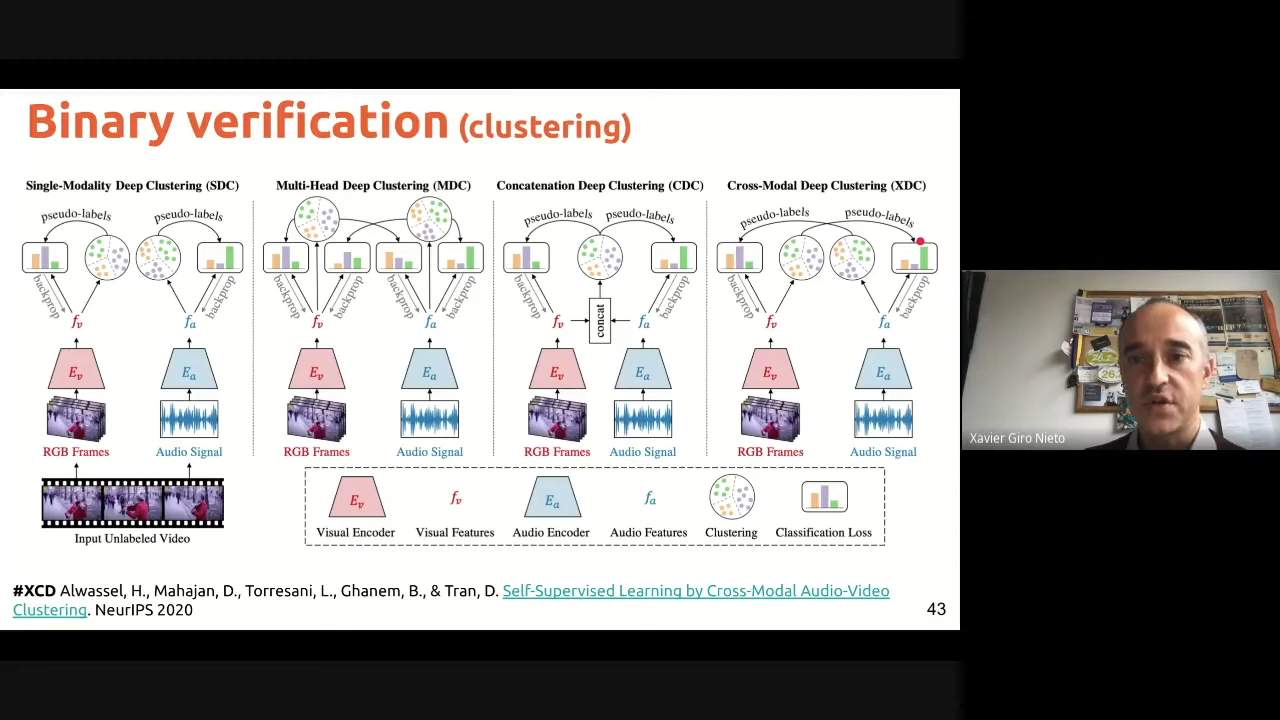 Binary verification (clustering)
Single-Modality Deep Clustering (SDC)
pseudo-labels
pseudo-labels
backprop
backprop
fv
fa
Ev
Ea
RGB Frames
Audio Signal
Input Unlabeled Video
Multi-Head Deep Clustering (MDC)
backprop
backprop
backprop
backprop
fv
fa
Ev
Ea
RGB Frames
Audio Signal
Concatenation Deep Clustering (CDC)
pseudo-labels
pseudo-labels
backprop
backprop
fv
concat
fa
Ev
Ea
RGB Frames
Audio Signal
Cross-Modal Deep Clustering (XDC)
pseudo-labels
pseudo-labels
backprop
backprop
fv
fa
Ev
Ea
RGB Frames
Audio Signal
Ev
fv
Ea
fa
Visual Encoder
Visual Features
Audio Encoder
Audio Features
Clustering
Classification Loss
#XCD Alwassel, H., Mahajan, D., Torresani, L., Ghanem, B., & Tran, D. Self-Supervised Learning by Cross-Modal Audio-Video
Clustering. NeurIPS 2020
43
Xavier Giro Nieto